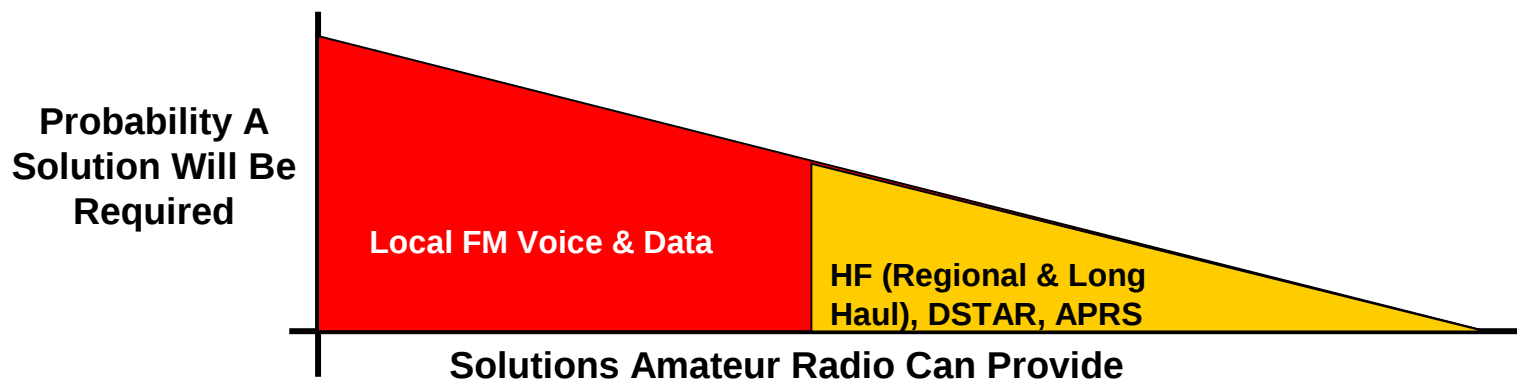 Probability A
Solution Will Be
Required
Local FM Voice & Data
HF (Regional & Long
Haul), DSTAR, APRS
Solutions Amateur Radio Can Provide